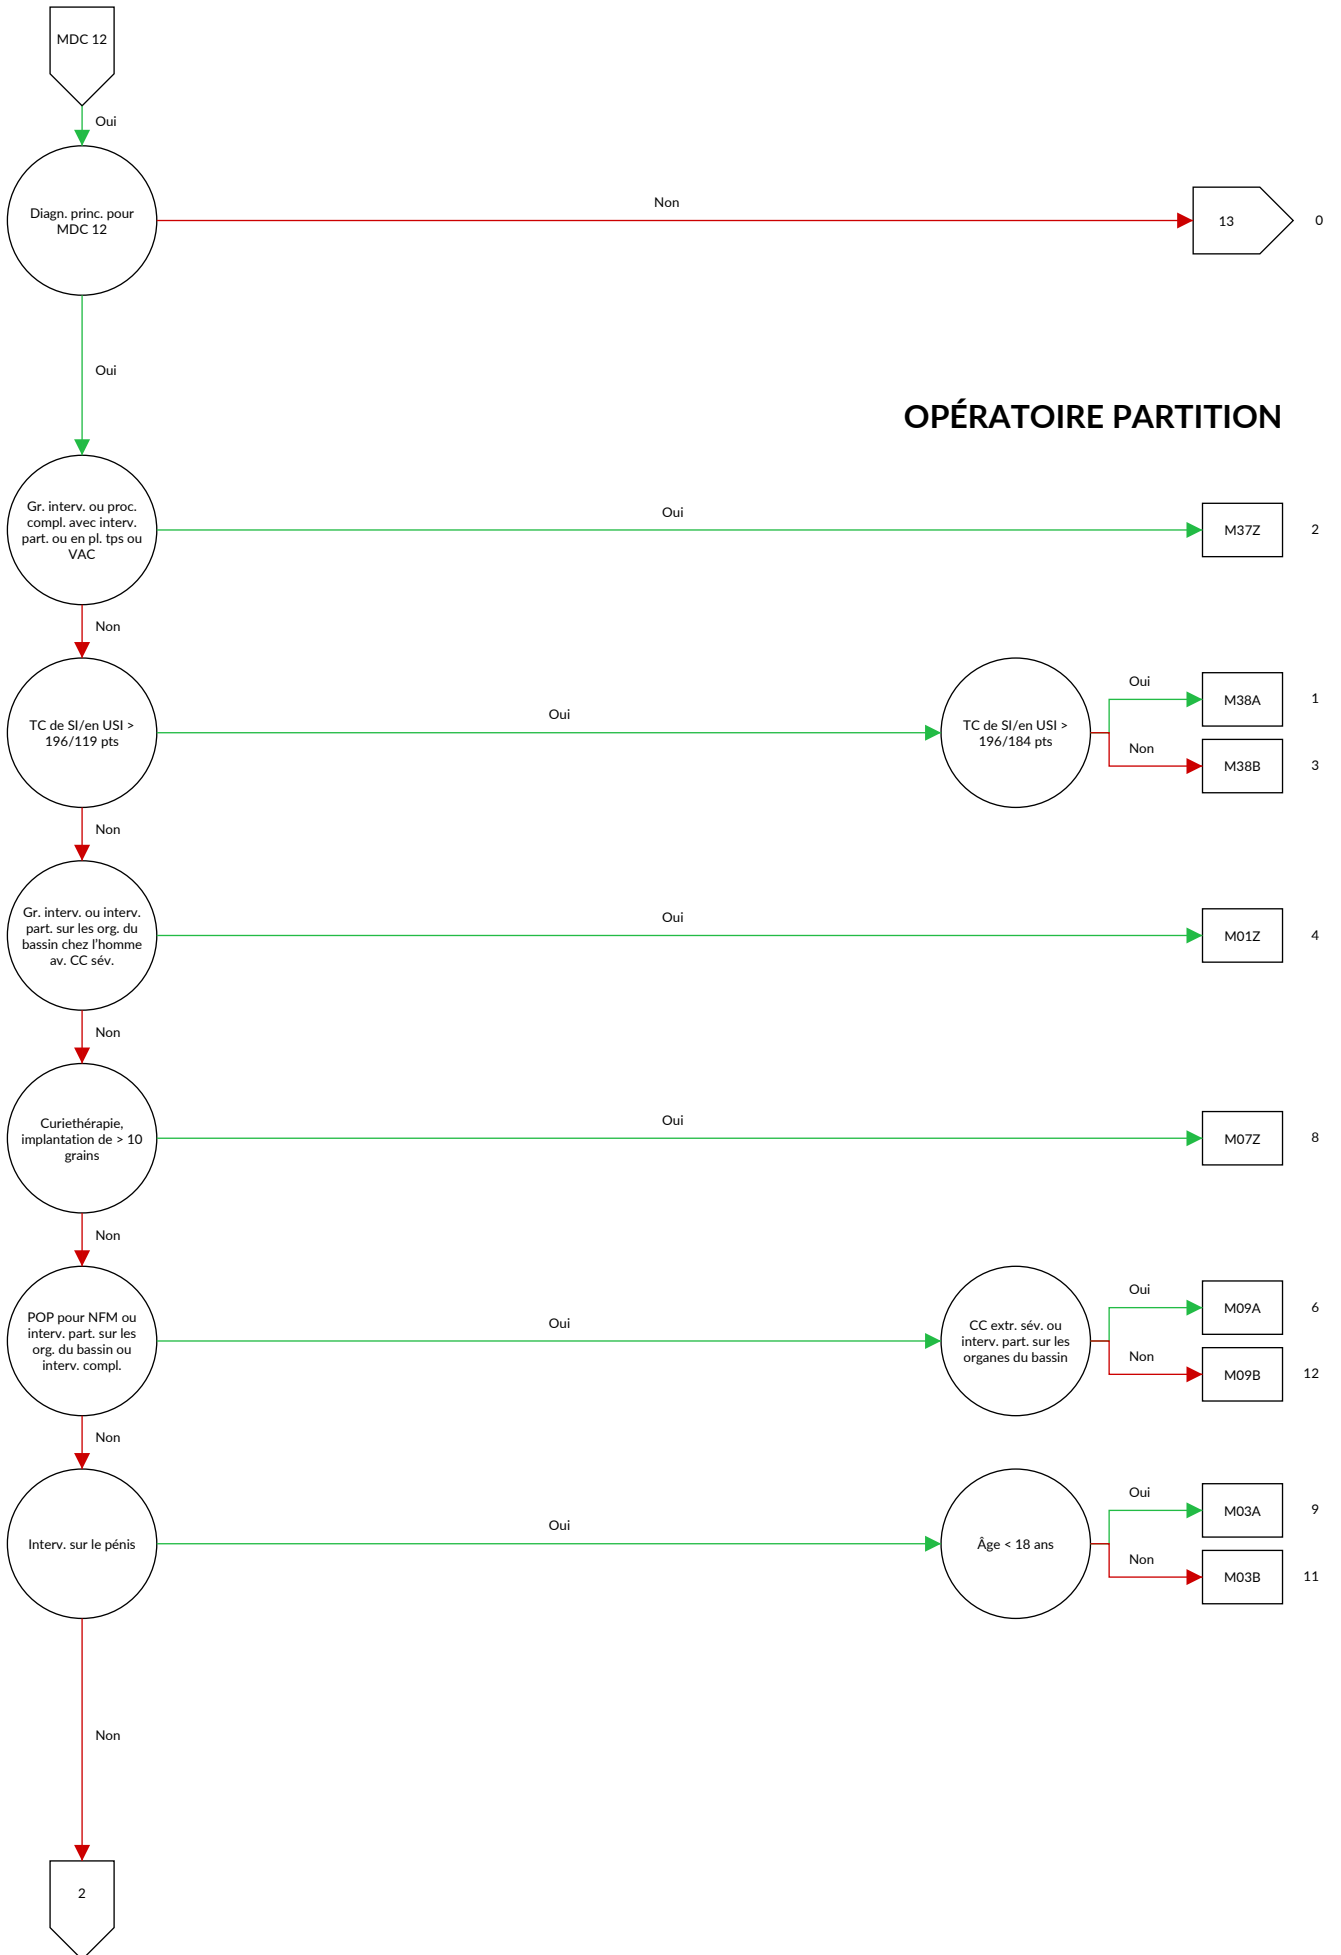 MDC 12
Oui
Diagn. princ. pour
MDC 12
Non
13
0
Oui
OPÉRATOIRE PARTITION
Gr. interv. ou proc.
compl. avec interv.
part. ou en pl. tps ou
VAC
Oui
M37Z
2
Non
TC de SI/en USI >
196/119 pts
Oui
TC de SI/en USI >
196/184 pts
Oui
M38A
1
Non
M38B
3
Non
Gr. interv. ou interv.
part. sur les org. du
bassin chez l'homme
av. CC sév.
Oui
M01Z
4
Non
Curiethérapie,
implantation de > 10
grains
Oui
M07Z
8
Non
POP pour NFM ou
interv. part. sur les
org. du bassin ou
interv. compl.
Oui
CC extr. sév. ou
interv. part. sur les
organes du bassin
Oui
M09A
6
Non
M09B
12
Non
Interv. sur le pénis
Oui
Âge < 18 ans
Oui
M03A
9
Non
M03B
11
Non
2